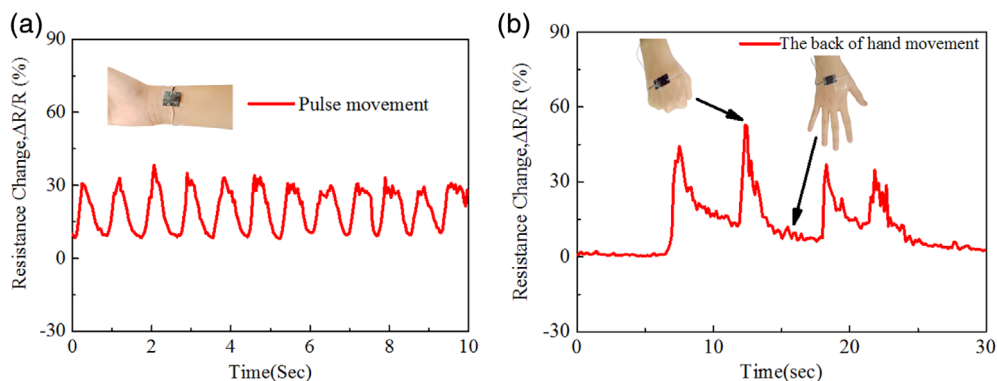 (a)
90
60
30
0
-30
Resistance Change,ΔR/R (%)
Pulse movement
0 2 4 6 8 10
Time(Sec)
(b)
90
60
30
0
-30
Resistance Change,ΔR/R (%)
The back of hand movement
0 10 20 30
Time(sec)